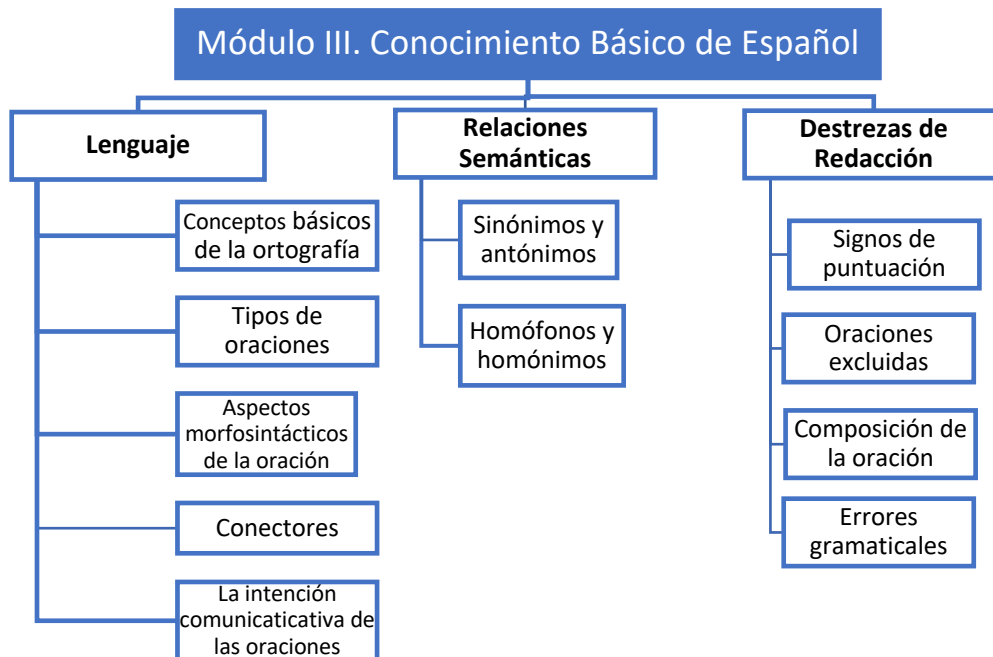 Módulo III. Conocimiento Básico de Español
Lenguaje
Conceptos básicos
de la ortografía
Tipos de
oraciones
Aspectos
morfosintácticos
de la oración
Conectores
La intención
comunicaticativa de
las oraciones
Relaciones
Semánticas
Sinónimos y
antónimos
Homófonos y
homónimos
Destrezas de
Redacción
Signos de
puntuación
Oraciones
excluidas
Composición de
la oración
Errores
gramaticales